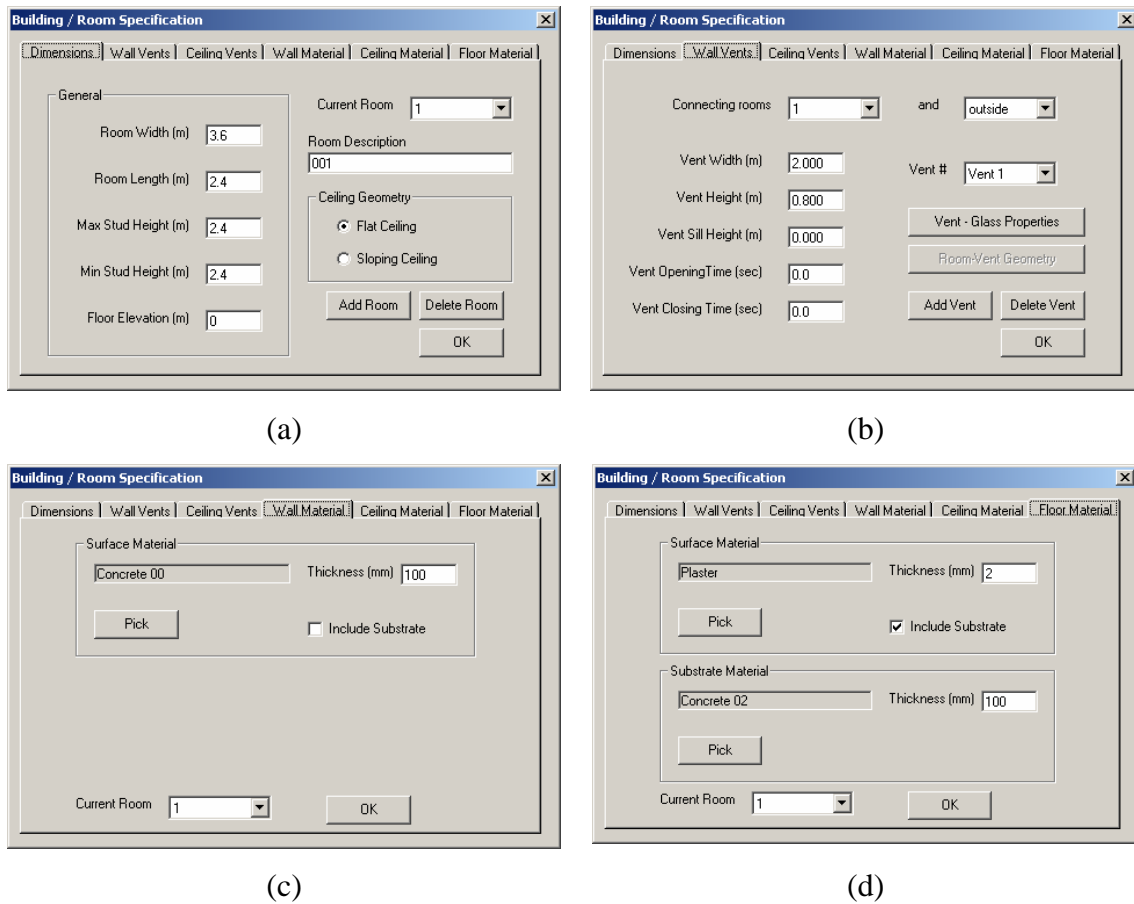 Building / Room Specification
Dimensions Wall Vents Ceiling Vents Wall Material Ceiling Material Floor Material
General
Room Width (m) 3.6
Room Length (m) 2.4
Max Stud Height (m) 2.4
Min Stud Height (m) 2.4
Floor Elevation (m) 0
Current Room 1
Room Description
001
Ceiling Geometry
Flat Ceiling
Sloping Ceiling
Add Room Delete Room
OK
(a)
Building / Room Specification
Dimensions Wall Vents Ceiling Vents Wall Material Ceiling Material Floor Material
Connecting rooms 1 and outside
Vent Width (m) 2.000
Vent Height (m) 0.800
Vent Sill Height (m) 0.000
Vent OpeningTime (sec) 0.0
Vent Closing Time (sec) 0.0
Vent # Vent 1
Vent - Glass Properties
Room-Vent Geometry
Add Vent Delete Vent
OK
(b)
Building / Room Specification
Dimensions Wall Vents Ceiling Vents Wall Material Ceiling Material Floor Material
Surface Material
Concrete 00 Thickness (mm) 100
Pick Include Substrate
Current Room 1 OK
(c)
Building / Room Specification
Dimensions Wall Vents Ceiling Vents Wall Material Ceiling Material Floor Material
Surface Material
Plaster Thickness (mm) 2
Pick Include Substrate
Substrate Material
Concrete 02 Thickness (mm) 100
Pick
Current Room 1 OK
(d)